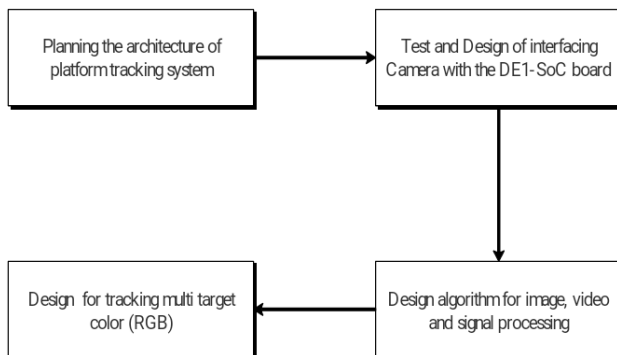 Planning the architecture of
platform tracking system
Test and Design of interfacing
Camera with the DE1-SoC board
Design for tracking multi target
color (RGB)
Design algorithm for image, video
and signal processing